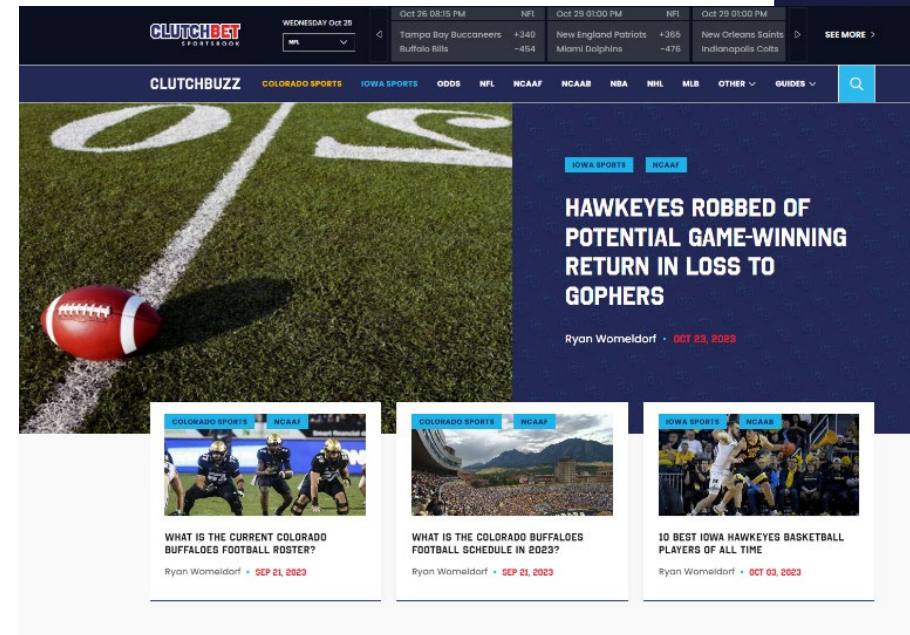 CLUTCHBET
SPORTSBOOK
WEDNESDAY Oct 25
NFL
Oct 26 08:15 PM NFL
Tampa Bay Buccaneers +340
Buffalo Bills -454
Oct 29 01:00 PM NFL
New England Patriots +365
Miami Dolphins -476
Oct 29 01:00 PM
New Orleans Saints
Indianapolis Colts
SEE MORE >
CLUTCHBUZZ COLORADO SPORTS IOWA SPORTS ODDS NFL NCAAF NCAAB NBA NHL MLB OTHER GUIDES
20
IOWA SPORTS NCAAF
HAWKEYES ROBBED OF
POTENTIAL GAME-WINNING
RETURN IN LOSS TO
GOPHERS
Ryan Womeldorf • OCT 23, 2023
COLORADO SPORTS NCAAF
WHAT IS THE CURRENT COLORADO
BUFFALOES FOOTBALL ROSTER?
Ryan Womeldorf • SEP 21, 2023
COLORADO SPORTS NCAAF
WHAT IS THE COLORADO BUFFALOES
FOOTBALL SCHEDULE IN 2023?
Ryan Womeldorf • SEP 21, 2023
IOWA SPORTS NCAAB
10 BEST IOWA HAWKEYES BASKETBALL
PLAYERS OF ALL TIME
Ryan Womeldorf • OCT 03, 2023